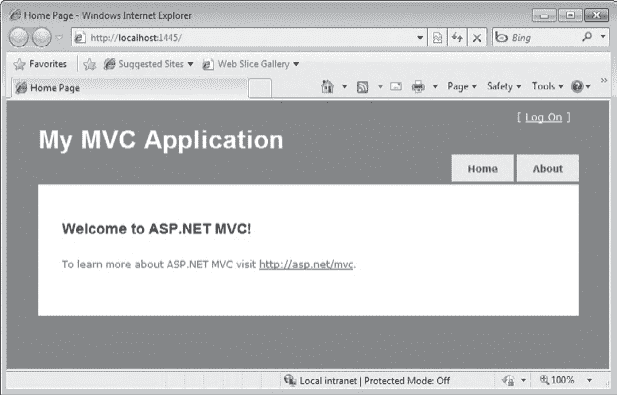 Home Page - Windows Internet Explorer
http://localhost:1445/
Bing
Favorites
Suggested Sites
Web Slice Gallery
Home Page
Page
Safety
Tools
»
[ Log On ]
My MVC Application
Home
About
Welcome to ASP.NET MVC!
To learn more about ASP.NET MVC visit http://asp.net/mvc.
Local intranet | Protected Mode: Off
100%